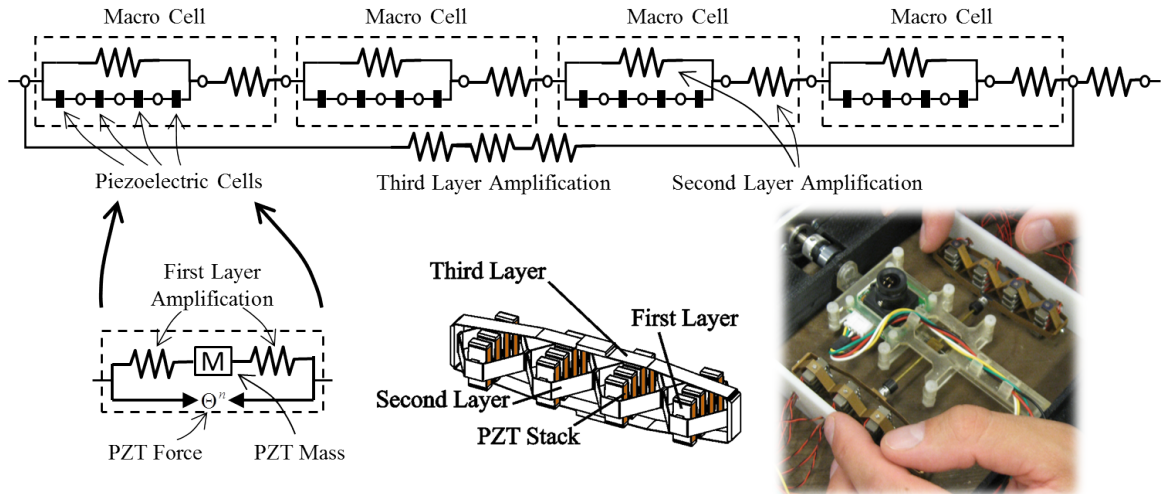 Macro Cell
Macro Cell
Macro Cell
Macro Cell
Piezoelectric Cells
Third Layer Amplification
Second Layer Amplification
First Layer
Amplification
M
Θⁿ
PZT Force
PZT Mass
Third Layer
First Layer
Second Layer
PZT Stack